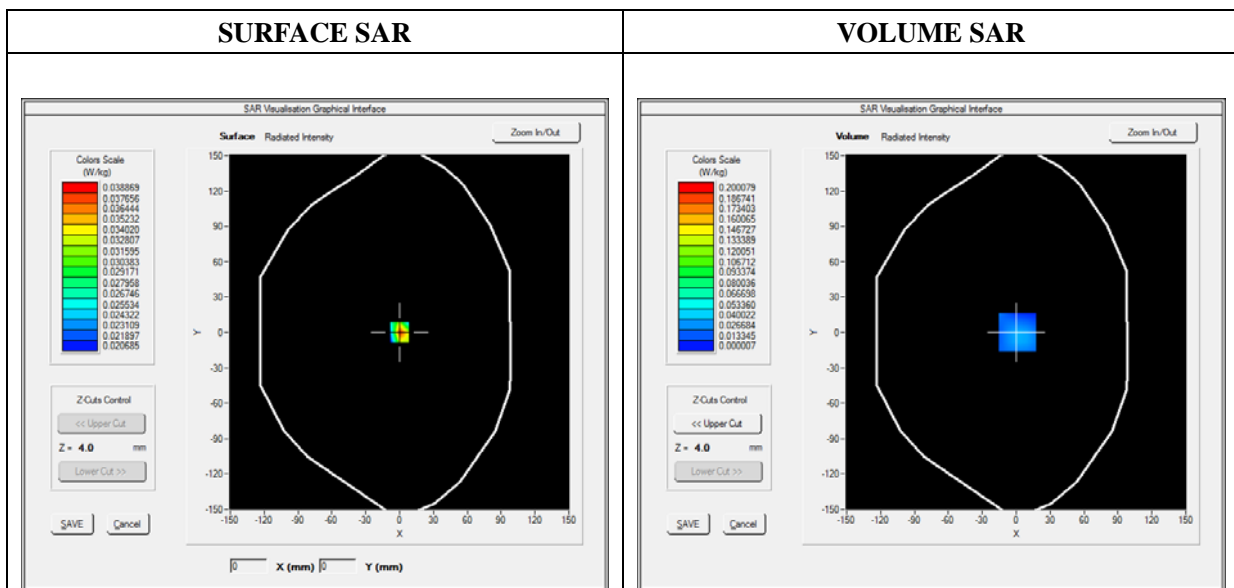 SURFACE SAR
VOLUME SAR
SAR Visualisation Graphical Interface
Surface Radiated Intensity
Zoom In/Out
Colors Scale
(W/kg)
0.038869
0.037656
0.036444
0.035232
0.034020
0.032807
0.031595
0.030383
0.029171
0.027958
0.026746
0.025534
0.024322
0.023109
0.021897
0.020685
150
120
90
60
30
0
-30
-60
-90
-120
-150
Y
-150 -120 -90 -60 -30 0 30 60 90 120 150
X
Z-Cuts Control
<< Upper Cut
Z = 4.0 mm
Lower Cut >>
SAVE Cancel
0 X (mm) 0 Y (mm)
SAR Visualisation Graphical Interface
Volume Radiated Intensity
Zoom In/Out
Colors Scale
(W/kg)
0.200079
0.186741
0.173403
0.160065
0.146727
0.133389
0.120051
0.106712
0.093374
0.080036
0.066698
0.053360
0.040022
0.026684
0.013345
0.000007
150
120
90
60
30
0
-30
-60
-90
-120
-150
Y
-150 -120 -90 -60 -30 0 30 60 90 120 150
X
Z-Cuts Control
<< Upper Cut
Z = 4.0 mm
Lower Cut >>
SAVE Cancel